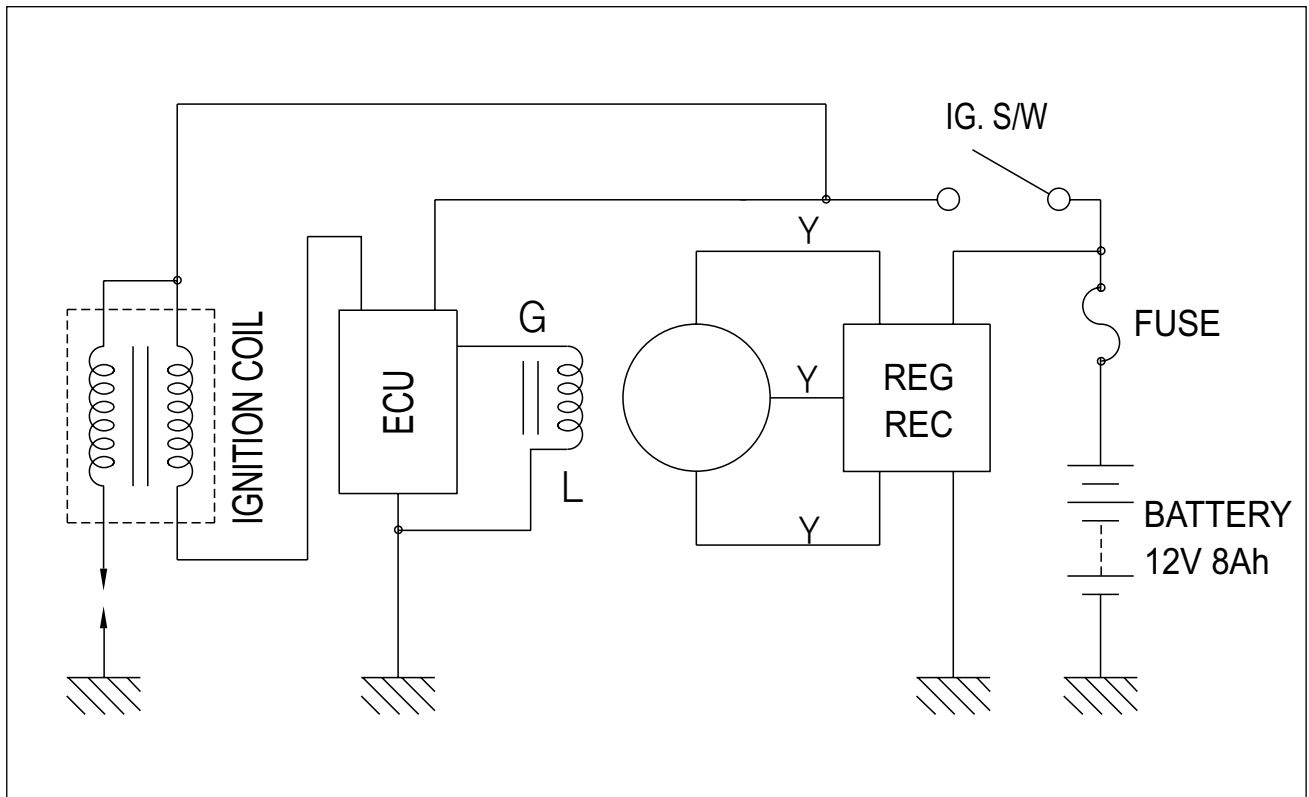 IG. S/W
Y
FUSE
G
IGNITION COIL
ECU
Y
REG
REC
L
Y
BATTERY
12V 8Ah